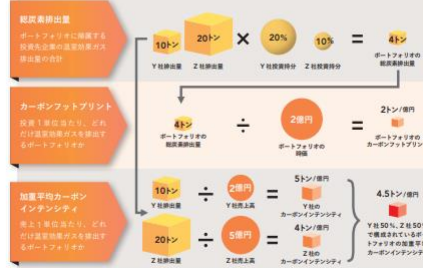 総炭素排出量
ポートフォリオに帰属する
投資先企業の温室効果ガス
排出量の合計
10トン
20トン
×
20%
10%
=
4トン
Y社排出量
Z社排出量
Y社投資持分
Z社投資持分
ポートフォリオの
総炭素排出量
カーボンフットプリント
投資1単位当たり、どれ
だけ温室効果ガスを排出す
るポートフォリオか
4トン
÷
2億円
=
2トン/億円
ポートフォリオの
総炭素排出量
ポートフォリオの
時価
ポートフォリオの
カーボンフットプリント
加重平均カーボン
インテンシティ
売上1単位当たり、どれ
だけ温室効果ガスを排出す
るポートフォリオか
10トン
÷
2億円
=
5トン/億円
Y社排出量
Y社売上高
Y社の
カーボンインテンシティ
20トン
÷
5億円
=
4トン/億円
Z社排出量
Z社売上高
Z社の
カーボンインテンシティ
4.5トン/億円
Y社50%、Z社50%
で構成されているポー
トフォリオの加重平均
カーボンインテンシティ